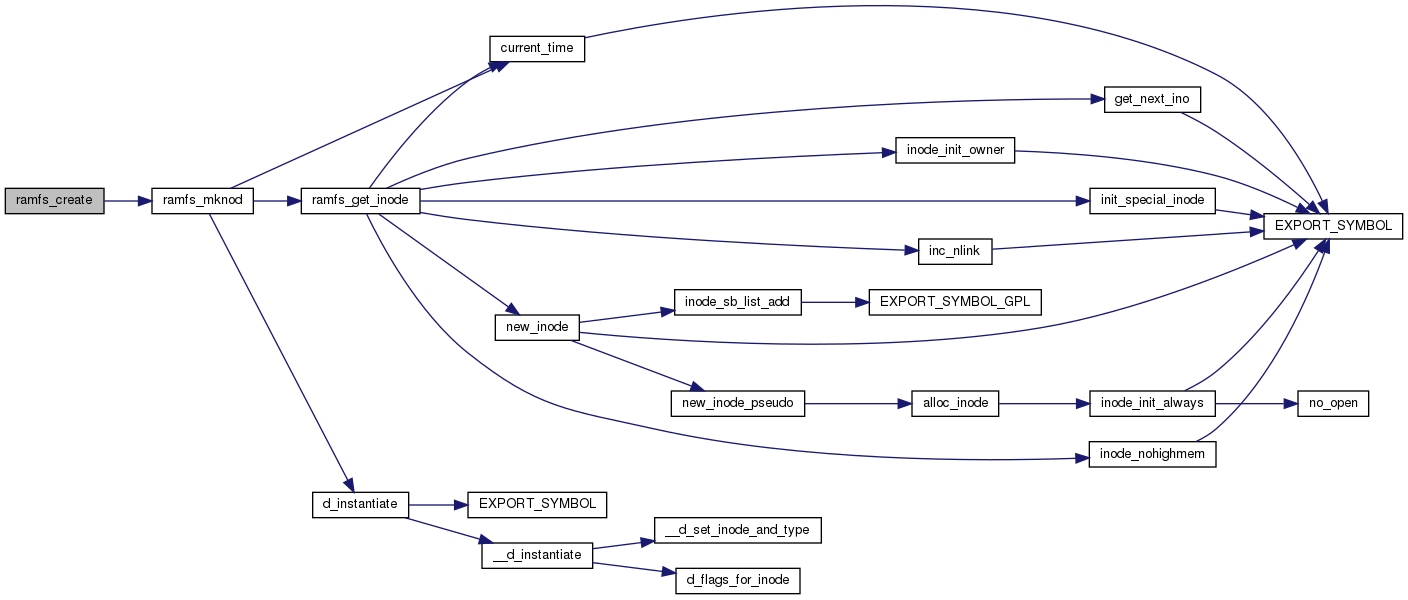 current_time
get_next_ino
inode_init_owner
ramfs_create
ramfs_mknod
ramfs_get_inode
init_special_inode
EXPORT_SYMBOL
inc_nlink
inode_sb_list_add
EXPORT_SYMBOL_GPL
new_inode
new_inode_pseudo
alloc_inode
inode_init_always
no_open
inode_nohighmem
d_instantiate
EXPORT_SYMBOL
__d_set_inode_and_type
__d_instantiate
d_flags_for_inode